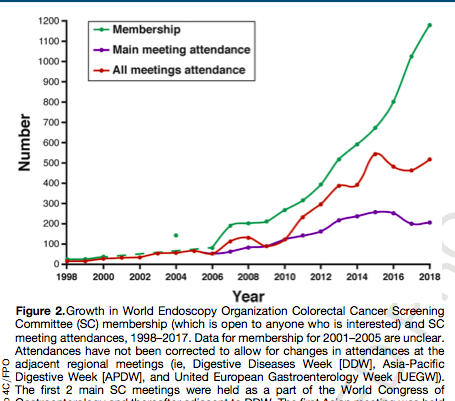 1200
1100
1000
900
800
700
600
500
400
300
200
100
0
Number
Membership
Main meeting attendance
All meetings attendance
1998 2000 2002 2004 2006 2008 2010 2012 2014 2016 2018
Year
Figure 2. Growth in World Endoscopy Organization Colorectal Cancer Screening
Committee (SC) membership (which is open to anyone who is interested) and SC
meeting attendances, 1998–2017. Data for membership for 2001–2005 are unclear.
Attendances have not been corrected to allow for changes in attendances at the
adjacent regional meetings (ie, Digestive Diseases Week [DDW], Asia-Pacific
Digestive Week [APDW], and United European Gastroenterology Week [UEGW]).
The first 2 main SC meetings were held as a part of the World Congress of
4C/FPO